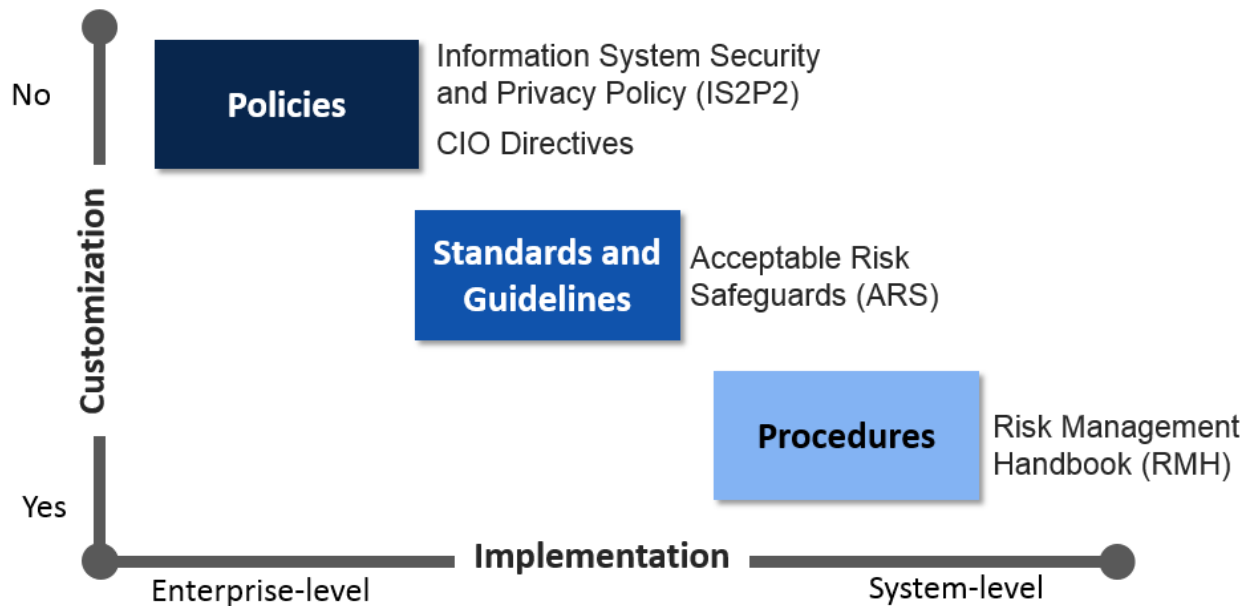 No
Policies
Information System Security
and Privacy Policy (IS2P2)
CIO Directives
Customization
Standards and
Guidelines
Acceptable Risk
Safeguards (ARS)
Procedures
Risk Management
Handbook (RMH)
Yes
Implementation
Enterprise-level
System-level